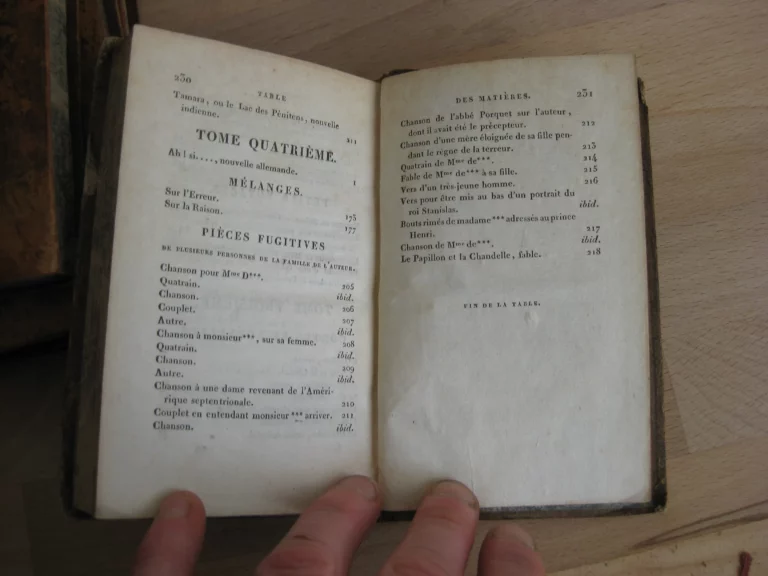 230
TABLE
Tamara, ou le Lac des Pénitens, nouvelle
indienne. 211
TOME QUATRIÈME.
Ah! si...., nouvelle allemande. 1
MÉLANGES.
Sur l'Erreur. 175
Sur la Raison. 177
PIÈCES FUGITIVES
DE PLUSIEURS PERSONNES DE LA FAMILLE DE L'AUTEUR.
Chanson pour Mme D***. 205
Quatrain. ibid.
Chanson. 206
Couplet. 207
Autre. ibid.
Chanson à monsieur***, sur sa femme. 208
Quatrain. ibid.
Chanson. 209
Autre. ibid.
Chanson à une dame revenant de l'Améri-
rique septentrionale. 210
Couplet en entendant monsieur *** arriver. 211
Chanson. ibid.
DES MATIÈRES. 231
Chanson de l'abbé Porquet sur l'auteur,
dont il avait été le précepteur. 212
Chanson d'une mère éloignée de sa fille pen-
dant le règne de la terreur. 213
Quatrain de Mme de***. 214
Fable de Mme de*** à sa fille. 215
Vers d'un très-jeune homme. 216
Vers pour être mis au bas d'un portrait du
roi Stanislas. ibid.
Bouts rimés de madame *** adressés au prince
Henri. 217
Chanson de Mme de***. ibid.
Le Papillon et la Chandelle, fable. 218
FIN DE LA TABLE.